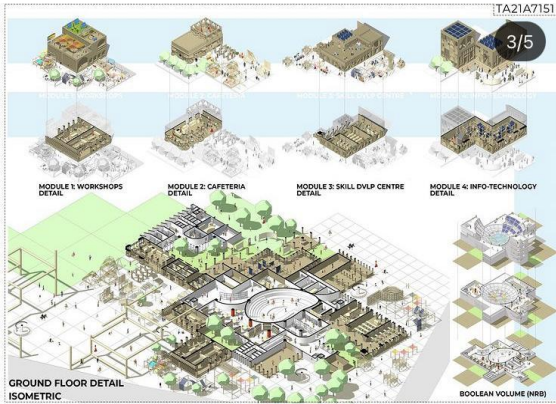 TA21A7151
3/5
MODULE 1: WORKSHOPS
DETAIL
MODULE 2: CAFETERIA
DETAIL
MODULE 3: SKILL DVLP CENTRE
DETAIL
MODULE 4: INFO-TECHNOLOGY
DETAIL
GROUND FLOOR DETAIL
ISOMETRIC
BOOLEAN VOLUME (NRB)